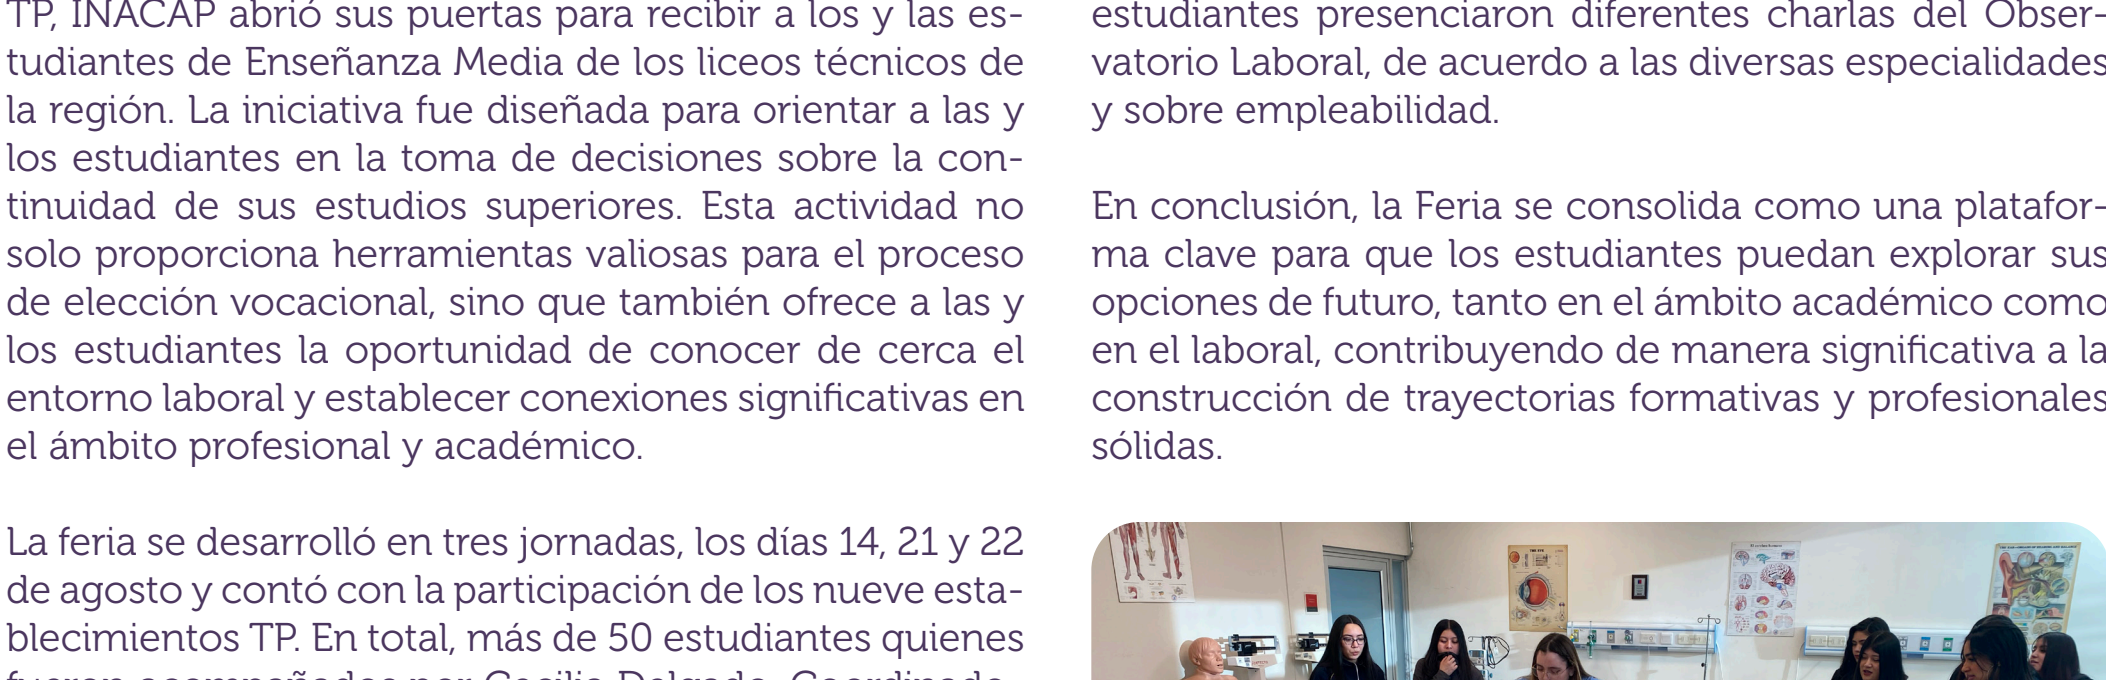 TP, INACAP abrió sus puertas para recibir a los y las es-
tudiantes de Enseñanza Media de los liceos técnicos de
la región. La iniciativa fue diseñada para orientar a las y
los estudiantes en la toma de decisiones sobre la con-
tinuidad de sus estudios superiores. Esta actividad no
solo proporciona herramientas valiosas para el proceso
de elección vocacional, sino que también ofrece a las y
los estudiantes la oportunidad de conocer de cerca el
entorno laboral y establecer conexiones significativas en
el ámbito profesional y académico.
La feria se desarrolló en tres jornadas, los días 14, 21 y 22
de agosto y contó con la participación de los nueve esta-
blecimientos TP. En total, más de 50 estudiantes quienes
fueron acompañados por Cecilia Delgado, Coordinado-
estudiantes presenciaron diferentes charlas del Obser-
vatorio Laboral, de acuerdo a las diversas especialidades
y sobre empleabilidad.
En conclusión, la Feria se consolida como una platafor-
ma clave para que los estudiantes puedan explorar sus
opciones de futuro, tanto en el ámbito académico como
en el laboral, contribuyendo de manera significativa a la
construcción de trayectorias formativas y profesionales
sólidas.
THE EYE